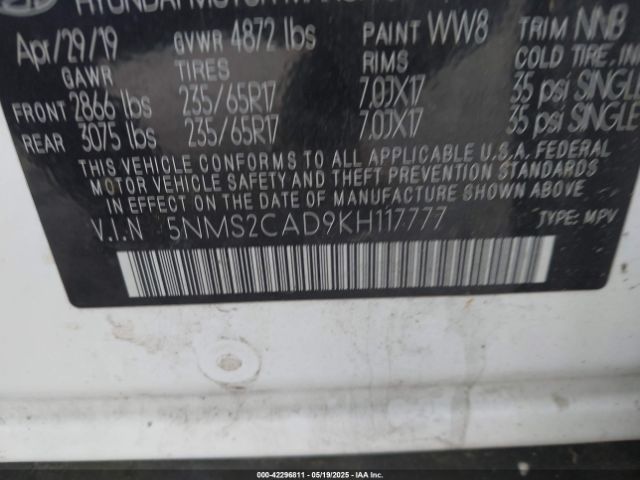 HYUNDAI MOTOR
Apr/29/19 GVWR 4872 lbs PAINT WW8 TRIM NNB
GAWR TIRES RIMS COLD TIRE, IN
FRONT 2866 lbs 235/65R17 7.0JX17 35 psi SINGLE
REAR 3075 lbs 235/65R17 7.0JX17 35 psi SINGLE
THIS VEHICLE CONFORMS TO ALL APPLICABLE U.S.A. FEDERAL
MOTOR VEHICLE SAFETY AND THEFT PREVENTION STANDARDS
IN EFFECT ON THE DATE OF MANUFACTURE SHOWN ABOVE.
V.I.N 5NMS2CAD9KH117777 TYPE: MPV
000-42296811 - 05/19/2025 - IAA Inc.